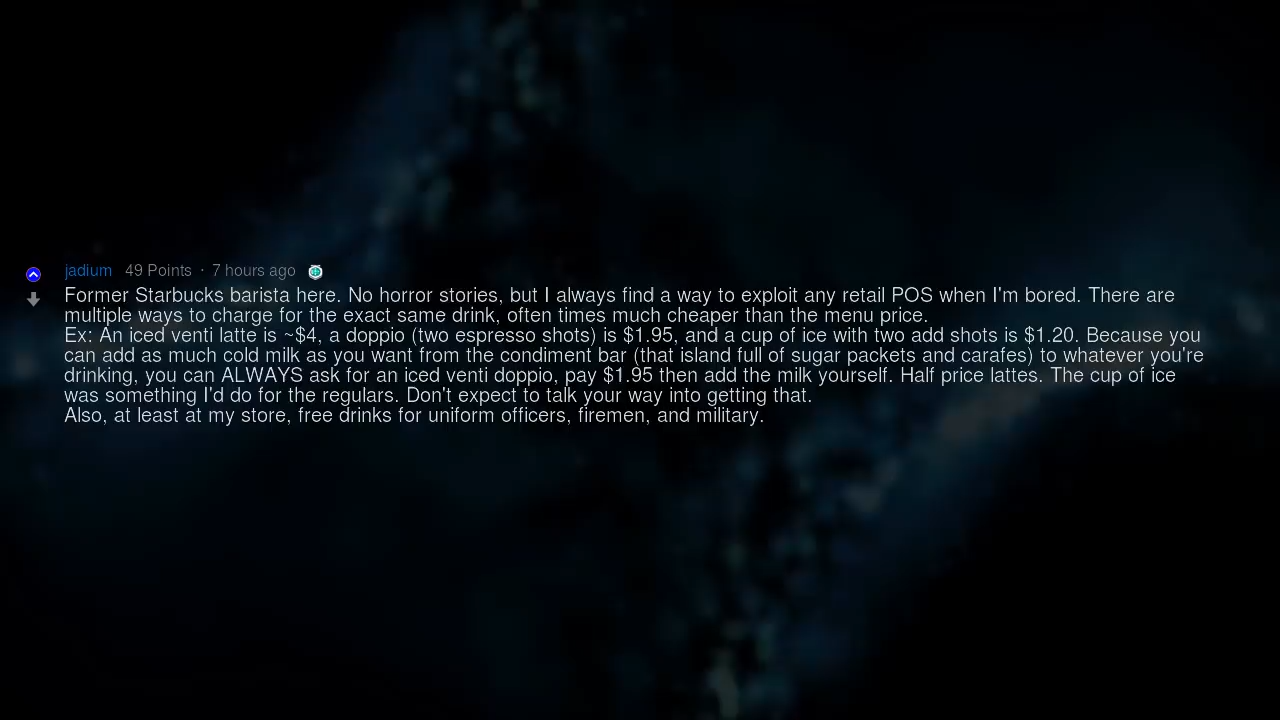 jadium 49 Points · 7 hours ago
Former Starbucks barista here. No horror stories, but I always find a way to exploit any retail POS when I'm bored. There are
multiple ways to charge for the exact same drink, often times much cheaper than the menu price.
Ex: An iced venti latte is ~$4, a doppio (two espresso shots) is $1.95, and a cup of ice with two add shots is $1.20. Because you
can add as much cold milk as you want from the condiment bar (that island full of sugar packets and carafes) to whatever you're
drinking, you can ALWAYS ask for an iced venti doppio, pay $1.95 then add the milk yourself. Half price lattes. The cup of ice
was something I'd do for the regulars. Don't expect to talk your way into getting that.
Also, at least at my store, free drinks for uniform officers, firemen, and military.